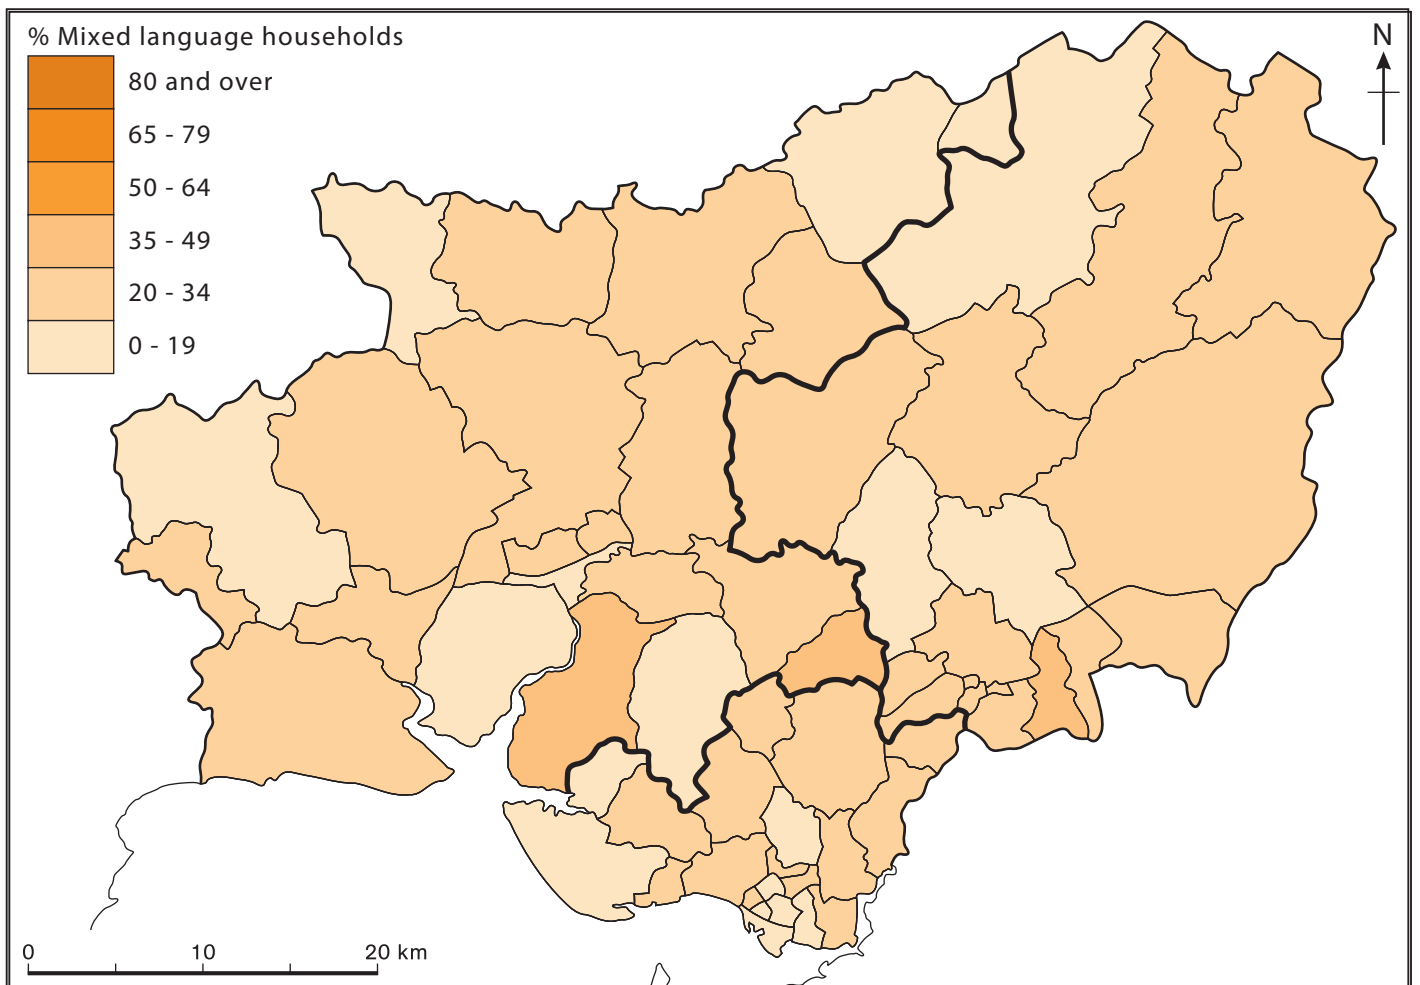 % Mixed language households
80 and over
65 - 79
50 - 64
35 - 49
20 - 34
0 - 19
N
0 10 20 km